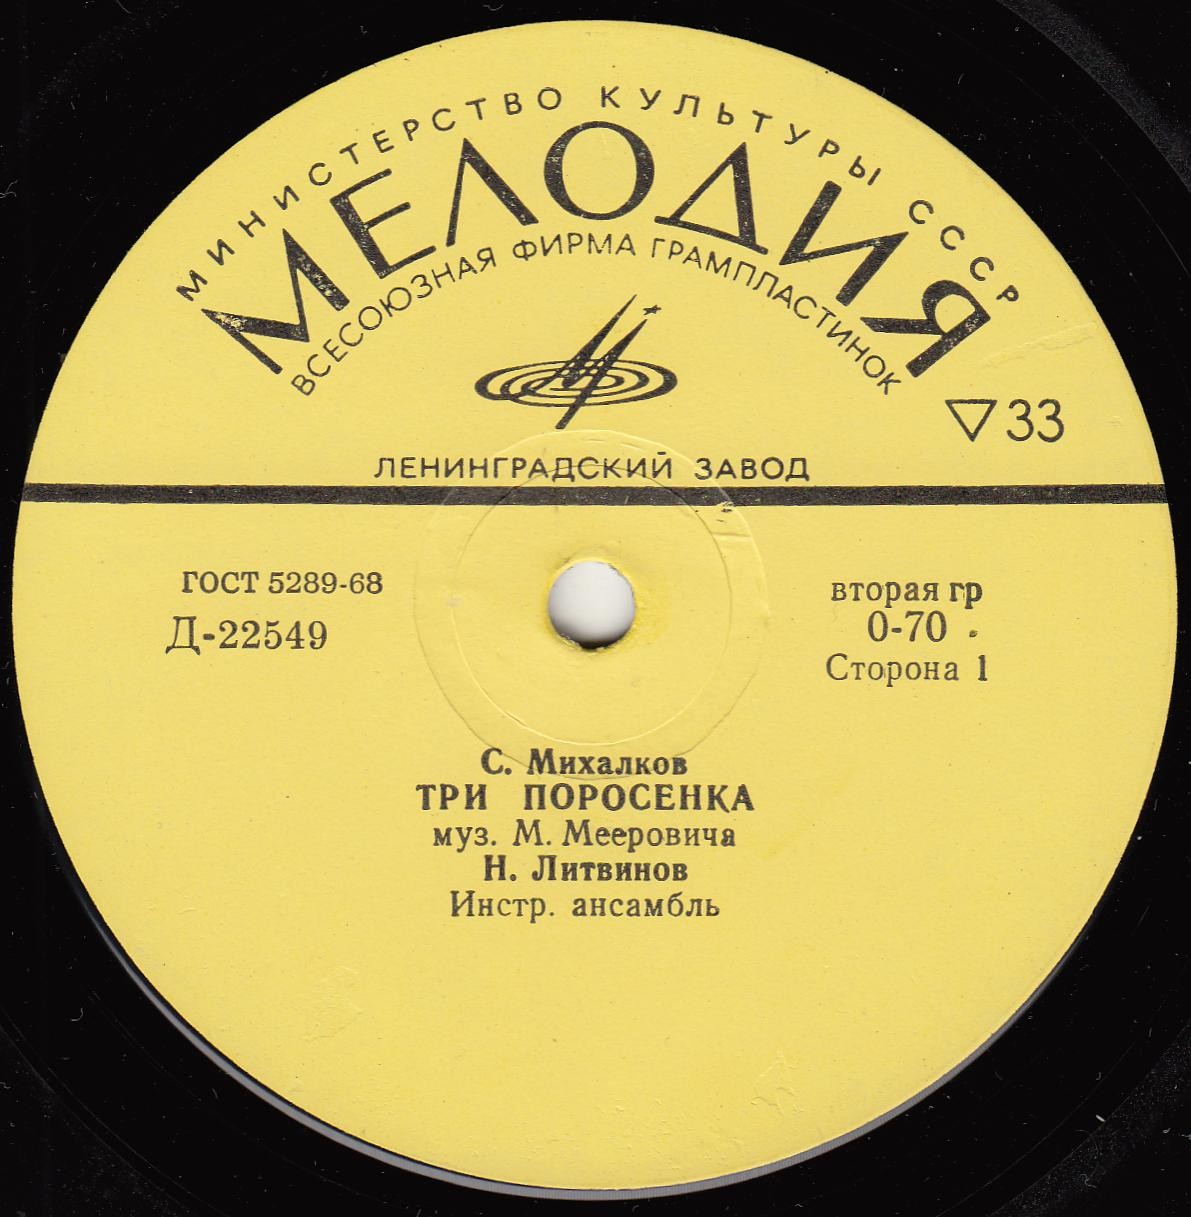 МИНИСТЕРСТВО КУЛЬТУРЫ СССР
МЕЛОДИЯ
ВСЕСОЮЗНАЯ ФИРМА ГРАМПЛАСТИНОК
▽33
ЛЕНИНГРАДСКИЙ ЗАВОД
ГОСТ 5289-68
Д-22549
вторая гр
0-70
Сторона 1
С. Михалков
ТРИ ПОРОСЕНКА
муз. М. Мееровича
Н. Литвинов
Инстр. ансамбль